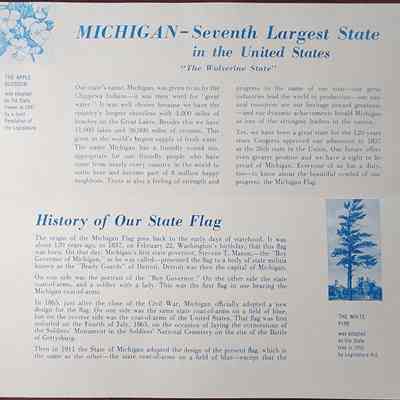 MICHIGAN—Seventh Largest State
in the United States
"The Wolverine State"
THE APPLE
BLOSSOM
was adopted
as the State
Flower in 1897
by a Joint
Resolution of
the Legislature
Our state's name, Michigan, was given to us by the
Chippewa Indians—it was their word for "great
water." It was well chosen because we have the
country's longest shoreline with 3,000 miles of
beaches on the Great Lakes. Besides this we have
11,000 lakes and 36,000 miles of streams. This
gives us the world's largest supply of fresh water.
The name Michigan has a friendly sound too,
appropriate for our friendly people who have
come from nearly every country in the world to
settle here and become part of 8 million happy
neighbors. There is also a feeling of strength and
progress in the name of our state—our great
industries lead the world in production—our nat-
ural resources are our heritage toward greatness
—and our dynamic achievements herald Michigan
as one of the strongest leaders in the nation.
Yet, we have been a great state for the 120 years
since Congress approved our admission in 1837
as the 26th state in the Union. Our future offers
even greater promise and we have a right to be
proud of Michigan. Everyone of us has a duty,
too—to know about the beautiful symbol of our
progress, the Michigan Flag.
History of Our State Flag
The origin of the Michigan Flag goes back to the early days of statehood. It was
about 120 years ago, in 1837, on February 22, Washington's birthday, that this flag
was born. On that day, Michigan's first state governor, Stevens T. Mason,—the "Boy
Governor of Michigan," as he was called—presented the flag to a body of state militia
known as the "Brady Guards" of Detroit. Detroit was then the capital of Michigan.
On one side was the portrait of the "Boy Governor." On the other side the state
coat-of-arms, and a soldier with a lady. This was the first flag in our hearing the
Michigan coat-of-arms.
In 1865, just after the close of the Civil War, Michigan officially adopted a new
design for the flag. On one side was the same state coat-of-arms on a field of blue,
but on the reverse side was the coat-of-arms of the United States. That flag was first
unfurled on the Fourth of July, 1865, on the occasion of laying the cornerstone of
the Soldiers' Monument in the Soldiers' National Cemetery on the site of the Battle
of Gettysburg.
Then in 1911 the State of Michigan adopted the design of the present flag, which is
the same as the other—the state coat-of-arms on a field of blue—except that the
THE WHITE
PINE
was adopted
as the State
tree in 1955
by Legislative Act.